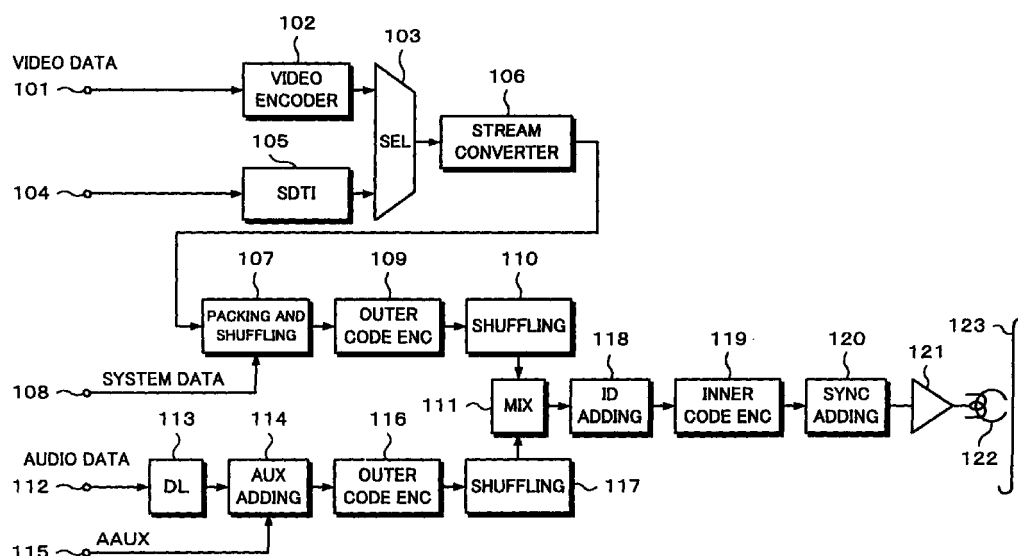 102
103
VIDEO DATA
101
VIDEO
ENCODER
106
SEL
STREAM
CONVERTER
105
104
SDTI
107
109
110
PACKING AND
SHUFFLING
OUTER
CODE ENC
SHUFFLING
123
118
119
120
121
108
SYSTEM DATA
111
MIX
ID
ADDING
INNER
CODE ENC
SYNC
ADDING
122
113
114
116
AUDIO DATA
112
DL
AUX
ADDING
OUTER
CODE ENC
SHUFFLING
117
115
AAUX